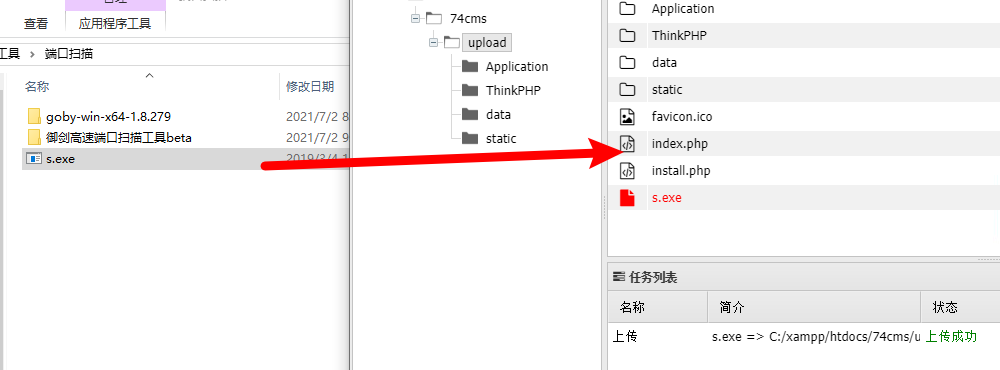 查看
应用程序工具
工具 > 端口扫描
名称
修改日期
goby-win-x64-1.8.279
2021/7/2 8
御剑高速端口扫描工具beta
2021/7/2 9
s.exe
2019/3/4 1
74cms
upload
Application
ThinkPHP
data
static
Application
ThinkPHP
data
static
favicon.ico
index.php
install.php
s.exe
任务列表
名称
简介
状态
上传
s.exe => C:/xampp/htdocs/74cms/u
上传成功